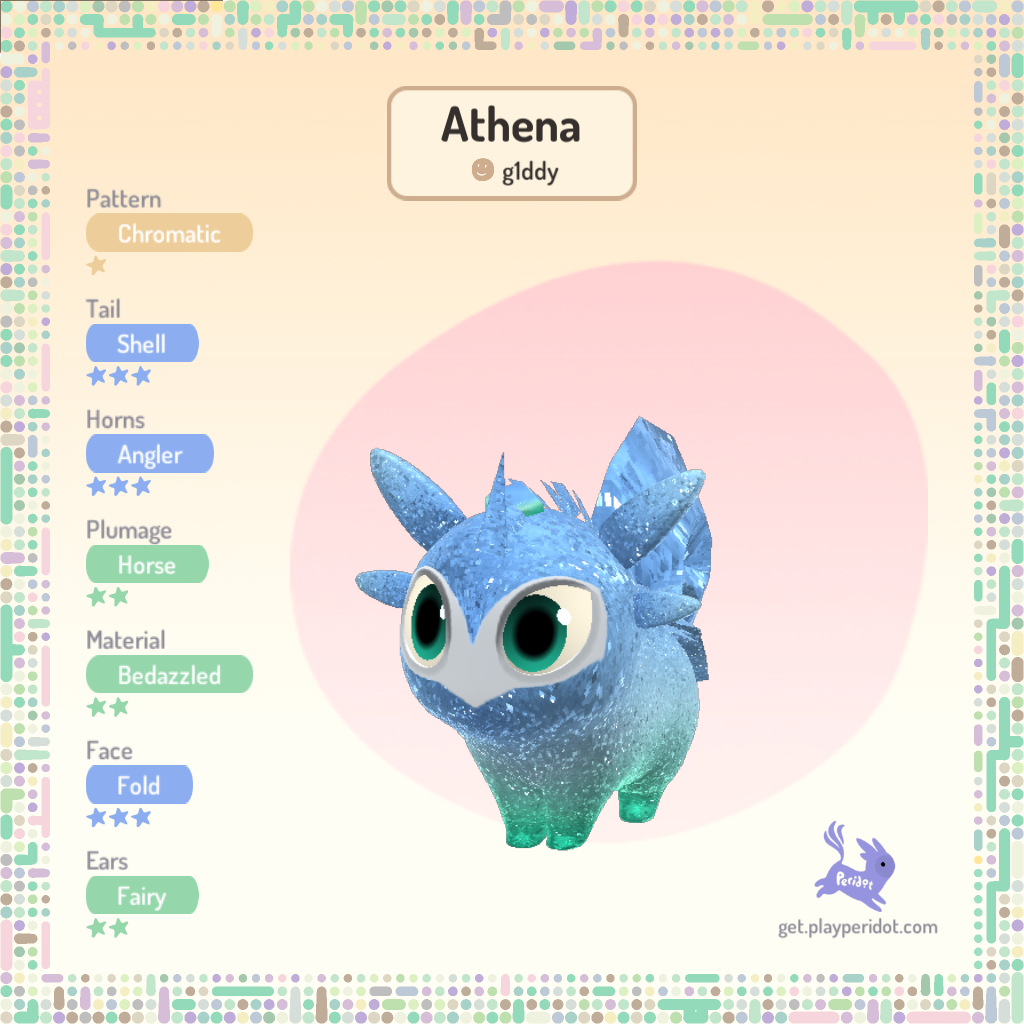 Athena
g1ddy
Pattern
Chromatic
Tail
Shell
Horns
Angler
Plumage
Horse
Material
Bedazzled
Face
Fold
Ears
Fairy
Peridot
get.playperidot.com